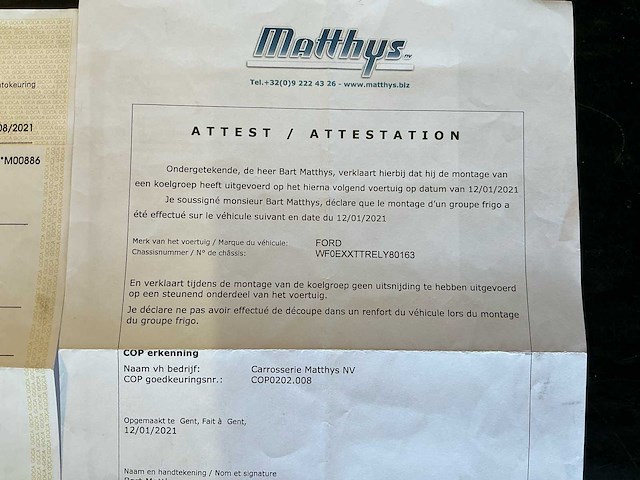 Matthys nv
Tel.+32(0)9 222 43 26 - www.matthys.biz
ATTEST / ATTESTATION
Ondergetekende, de heer Bart Matthys, verklaart hierbij dat hij de montage van
een koelgroep heeft uitgevoerd op het hierna volgend voertuig op datum van 12/01/2021
Je soussigné monsieur Bart Matthys, déclare que le montage d'un groupe frigo a
été effectué sur le véhicule suivant en date du 12/01/2021
Merk van het voertuig / Marque du véhicule: FORD
Chassisnummer / N° de châssis: WF0EXXTTRELY80163
En verklaart tijdens de montage van de koelgroep geen uitsnijding te hebben uitgevoerd
op een steunend onderdeel van het voertuig.
Je déclare ne pas avoir effectué de découpe dans un renfort du véhicule lors du montage
du groupe frigo.
COP erkenning
Naam vh bedrijf: Carrosserie Matthys NV
COP goedkeuringsnr.: COP0202.008
Opgemaakt te Gent, Fait à Gent,
12/01/2021
Naam en handtekening / Nom et signature
tokeuring
08/2021
*M00886